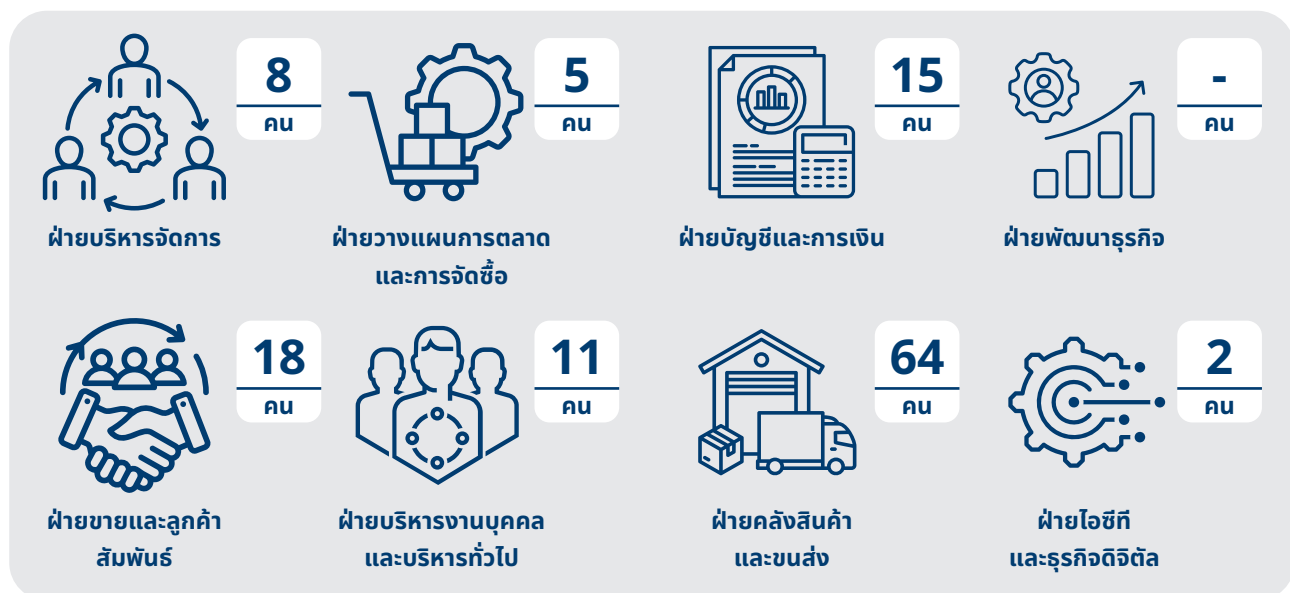 8
คน
ฝ่ายบริหารจัดการ
5
คน
ฝ่ายวางแผนการตลาด
และการจัดซื้อ
15
คน
ฝ่ายบัญชีและการเงิน
-
คน
ฝ่ายพัฒนาธุรกิจ
18
คน
ฝ่ายขายและลูกค้า
สัมพันธ์
11
คน
ฝ่ายบริหารงานบุคคล
และบริหารทั่วไป
64
คน
ฝ่ายคลังสินค้า
และขนส่ง
2
คน
ฝ่ายไอซีที
และธุรกิจดิจิตัล